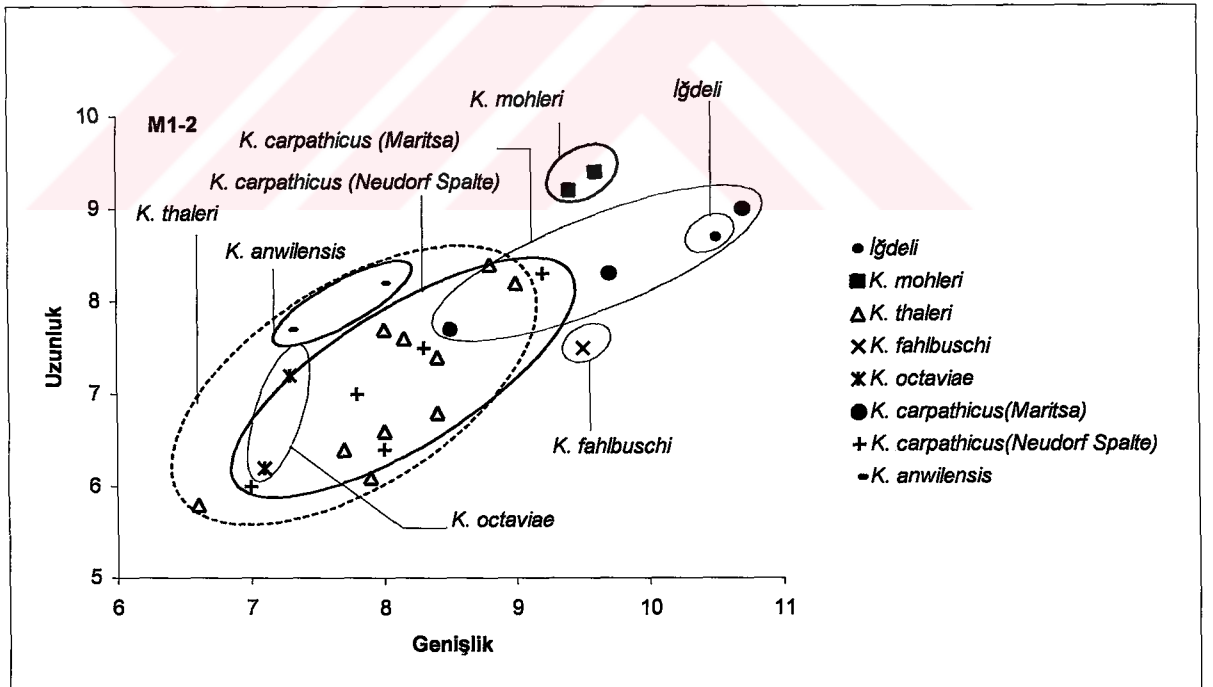 K. mohleri
İğdeli
10
M1-2
K. carpathicus (Maritsa)
K. carpathicus (Neudorf Spalte)
9
K. thaleri
K. anwilensis
İğdeli
K. mohleri
8
K. thaleri
Uzunluk
K. fahlbuschi
K. octaviae
7
K. carpathicus(Maritsa)
K. fahlbuschi
K. carpathicus(Neudorf Spalte)
K. anwilensis
6
K. octaviae
5
6 7 8 9 10 11
Genişlik